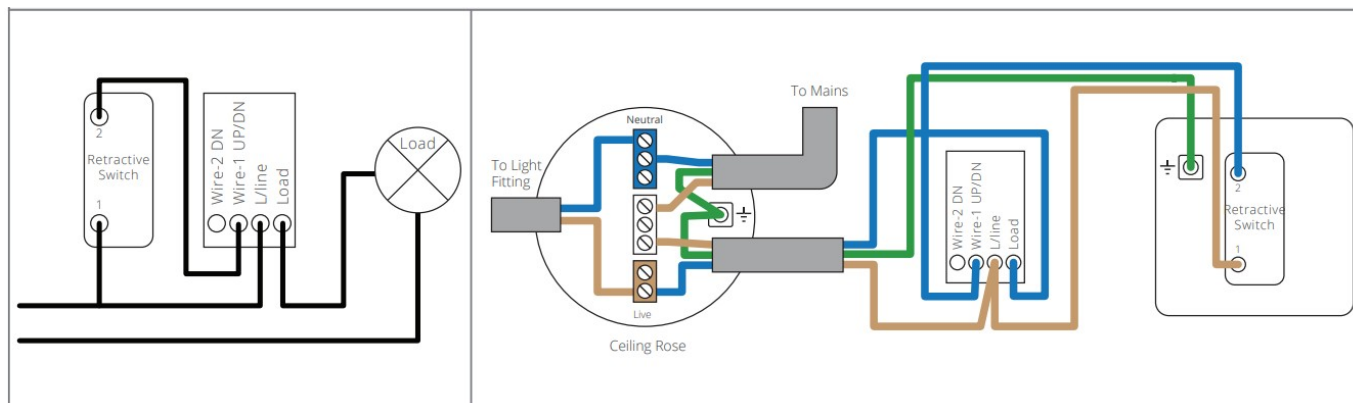 2
Retractive
Switch
1
Wire-2 DN
Wire-1 UP/DN
L/line
Load
Load
To Light
Fitting
Neutral
Live
Ceiling Rose
To Mains
Wire-2 DN
Wire-1 UP/DN
L/line
Load
2
Retractive
Switch
1